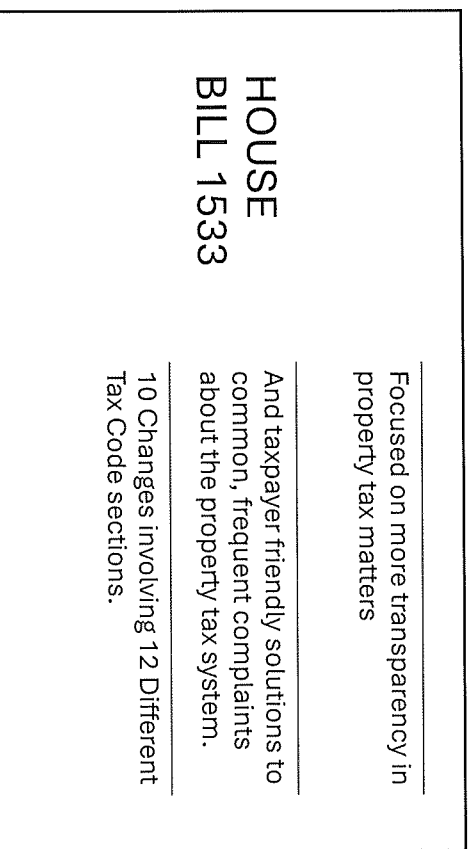 HOUSE
BILL 1533
Focused on more transparency in
property tax matters
And taxpayer friendly solutions to
common, frequent complaints
about the property tax system.
10 Changes involving 12 Different
Tax Code sections.